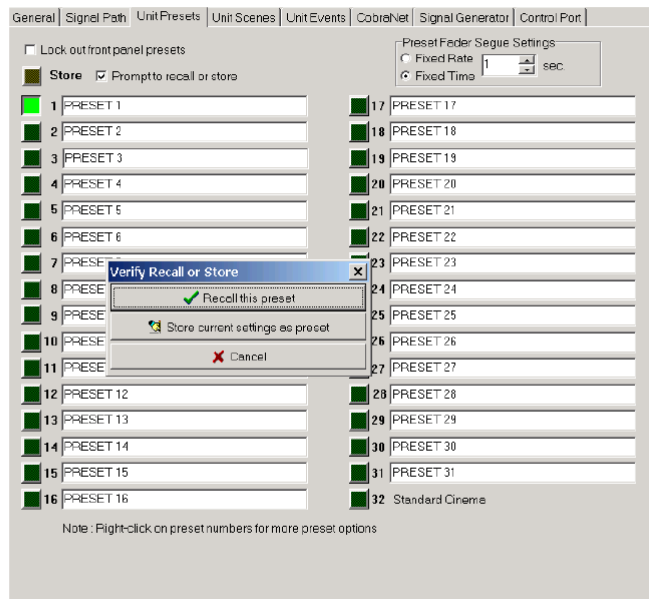 General Signal Path Unit Presets Unit Scenes Unit Events CobraNet Signal Generator Control Port
Lock out front panel presets
Preset Fader Segue Settings
Fixed Rate
Fixed Time
1
sec.
Store
Prompt to recall or store
1 PRESET 1
2 PRESET 2
3 PRESET 3
4 PRESET 4
5 PRESET 5
6 PRESET 6
7 PRESE
8 PRESE
9 PRESE
10 PRESE
11 PRESE
12 PRESET 12
13 PRESET 13
14 PRESET 14
15 PRESET 15
16 PRESET 16
Verify Recall or Store
Recall this preset
Store current settings as preset
Cancel
17 PRESET 17
18 PRESET 18
19 PRESET 19
20 PRESET 20
21 PRESET 21
22 PRESET 22
23 PRESET 23
24 PRESET 24
25 PRESET 25
26 PRESET 26
27 PRESET 27
28 PRESET 28
29 PRESET 29
30 PRESET 30
31 PRESET 31
32 Standard Cinema
Note : Right-click on preset numbers for more preset options